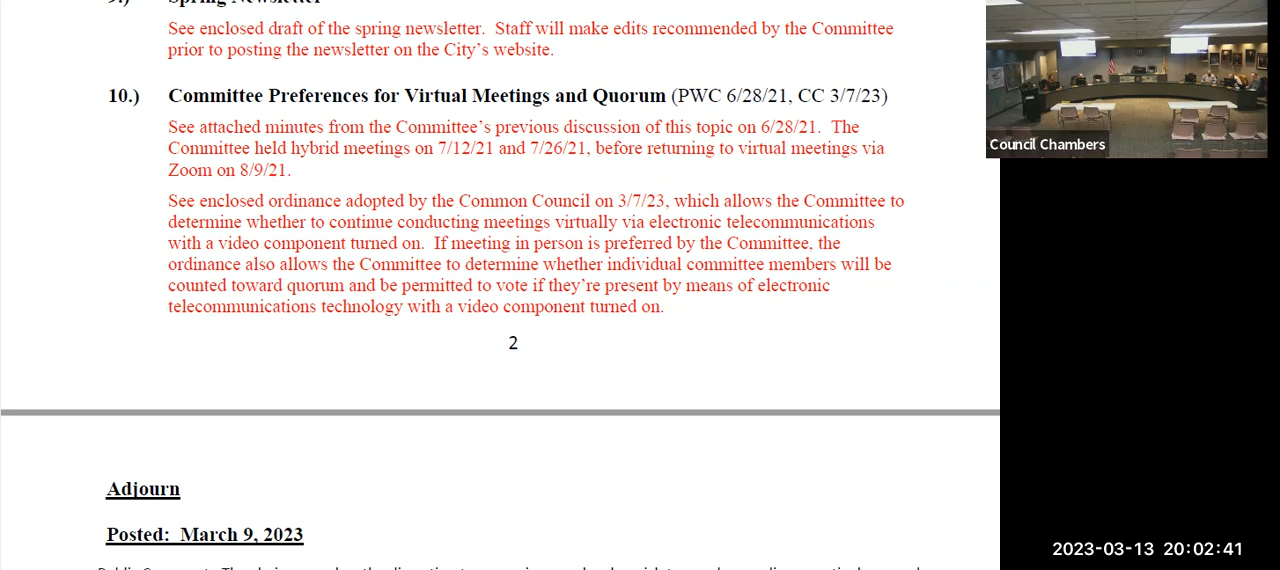 9.) Spring Newsletter
See enclosed draft of the spring newsletter.  Staff will make edits recommended by the Committee
prior to posting the newsletter on the City's website.
10.) Committee Preferences for Virtual Meetings and Quorum (PWC 6/28/21, CC 3/7/23)
See attached minutes from the Committee's previous discussion of this topic on 6/28/21.  The
Committee held hybrid meetings on 7/12/21 and 7/26/21, before returning to virtual meetings via
Zoom on 8/9/21.
See enclosed ordinance adopted by the Common Council on 3/7/23, which allows the Committee to
determine whether to continue conducting meetings virtually via electronic telecommunications
with a video component turned on.  If meeting in person is preferred by the Committee, the
ordinance also allows the Committee to determine whether individual committee members will be
counted toward quorum and be permitted to vote if they're present by means of electronic
telecommunications technology with a video component turned on.
2
Adjourn
Posted:  March 9, 2023
Council Chambers
2023-03-13 20:02:41